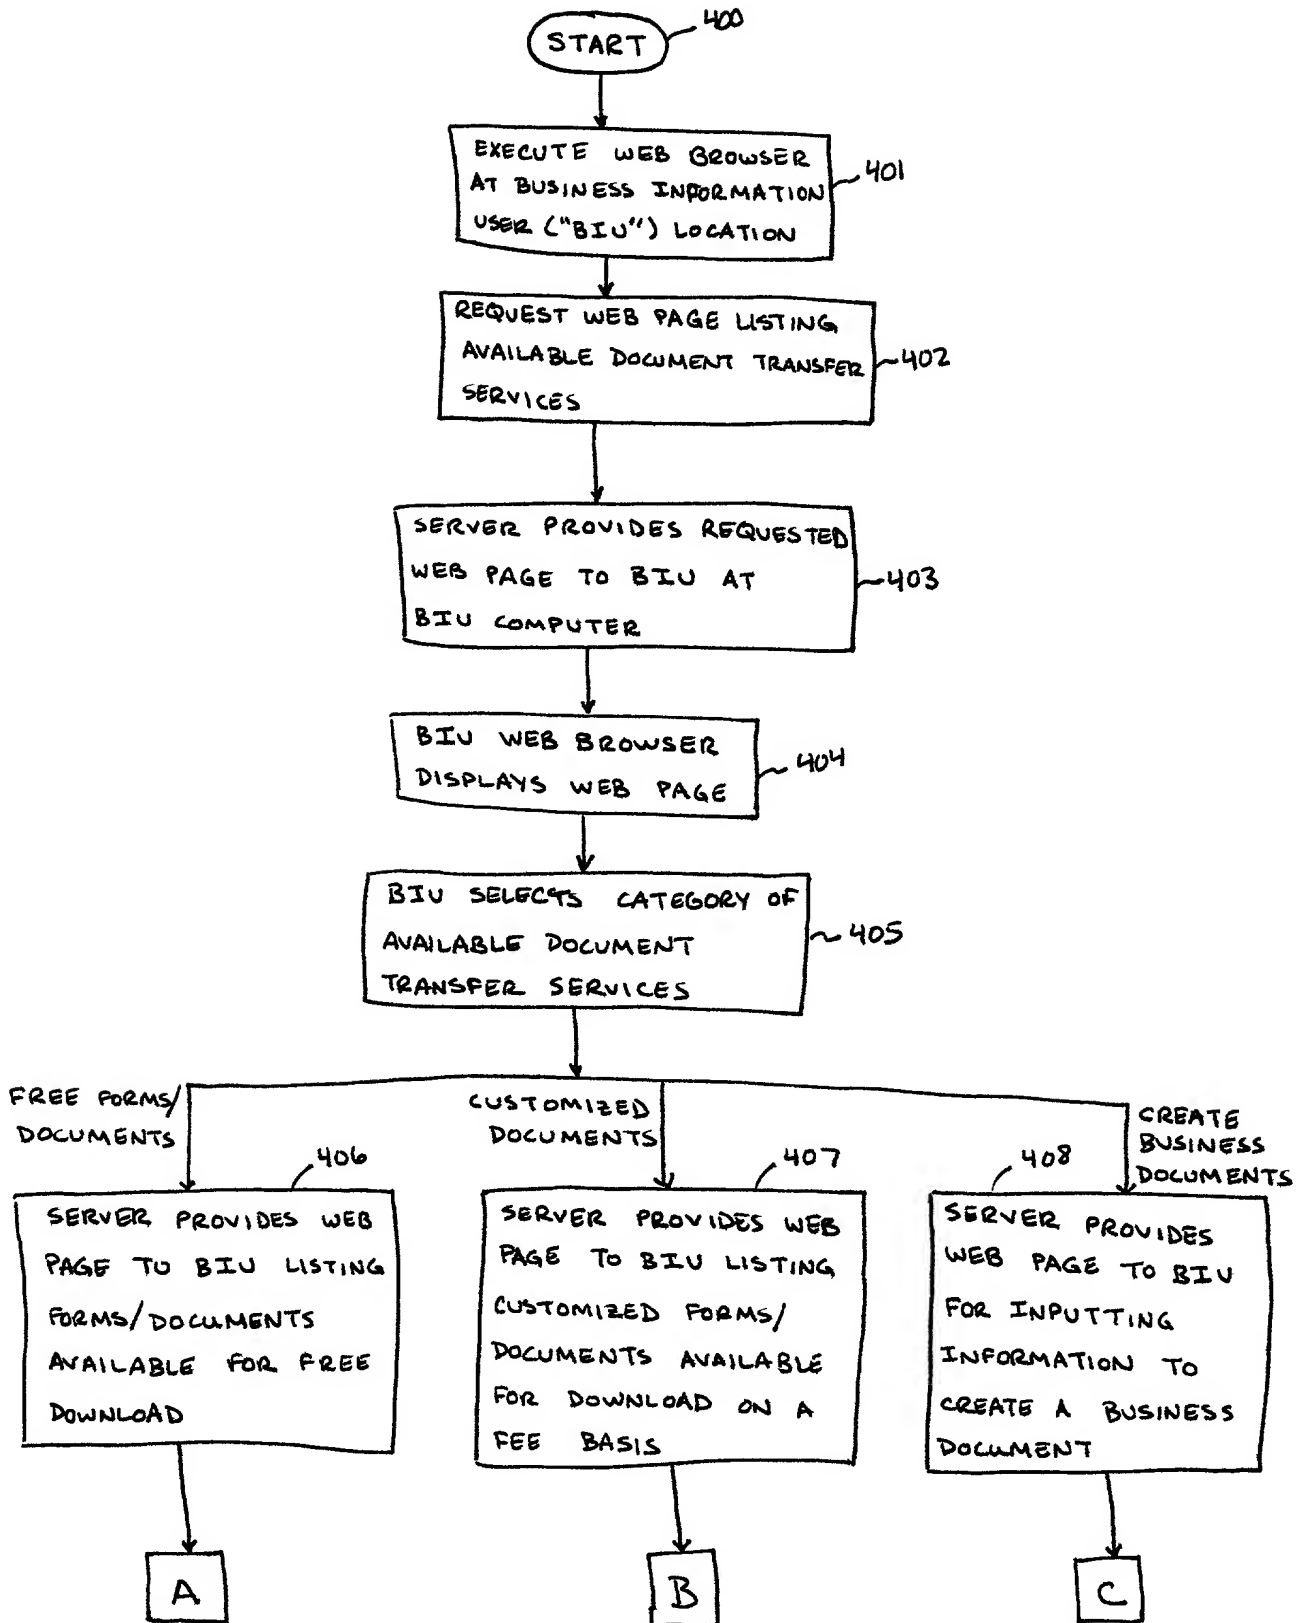 START
400
EXECUTE WEB BROWSER
AT BUSINESS INFORMATION
USER ("BIU") LOCATION
401
REQUEST WEB PAGE LISTING
AVAILABLE DOCUMENT TRANSFER
SERVICES
402
SERVER PROVIDES REQUESTED
WEB PAGE TO BIU AT
BIU COMPUTER
403
BIU WEB BROWSER
DISPLAYS WEB PAGE
404
BIU SELECTS CATEGORY OF
AVAILABLE DOCUMENT
TRANSFER SERVICES
405
FREE FORMS/
DOCUMENTS
406
SERVER PROVIDES WEB
PAGE TO BIU LISTING
FORMS/DOCUMENTS
AVAILABLE FOR FREE
DOWNLOAD
A
CUSTOMIZED
DOCUMENTS
407
SERVER PROVIDES WEB
PAGE TO BIU LISTING
CUSTOMIZED FORMS/
DOCUMENTS AVAILABLE
FOR DOWNLOAD ON A
FEE BASIS
B
CREATE
BUSINESS
DOCUMENTS
408
SERVER PROVIDES
WEB PAGE TO BIU
FOR INPUTTING
INFORMATION TO
CREATE A BUSINESS
DOCUMENT
C